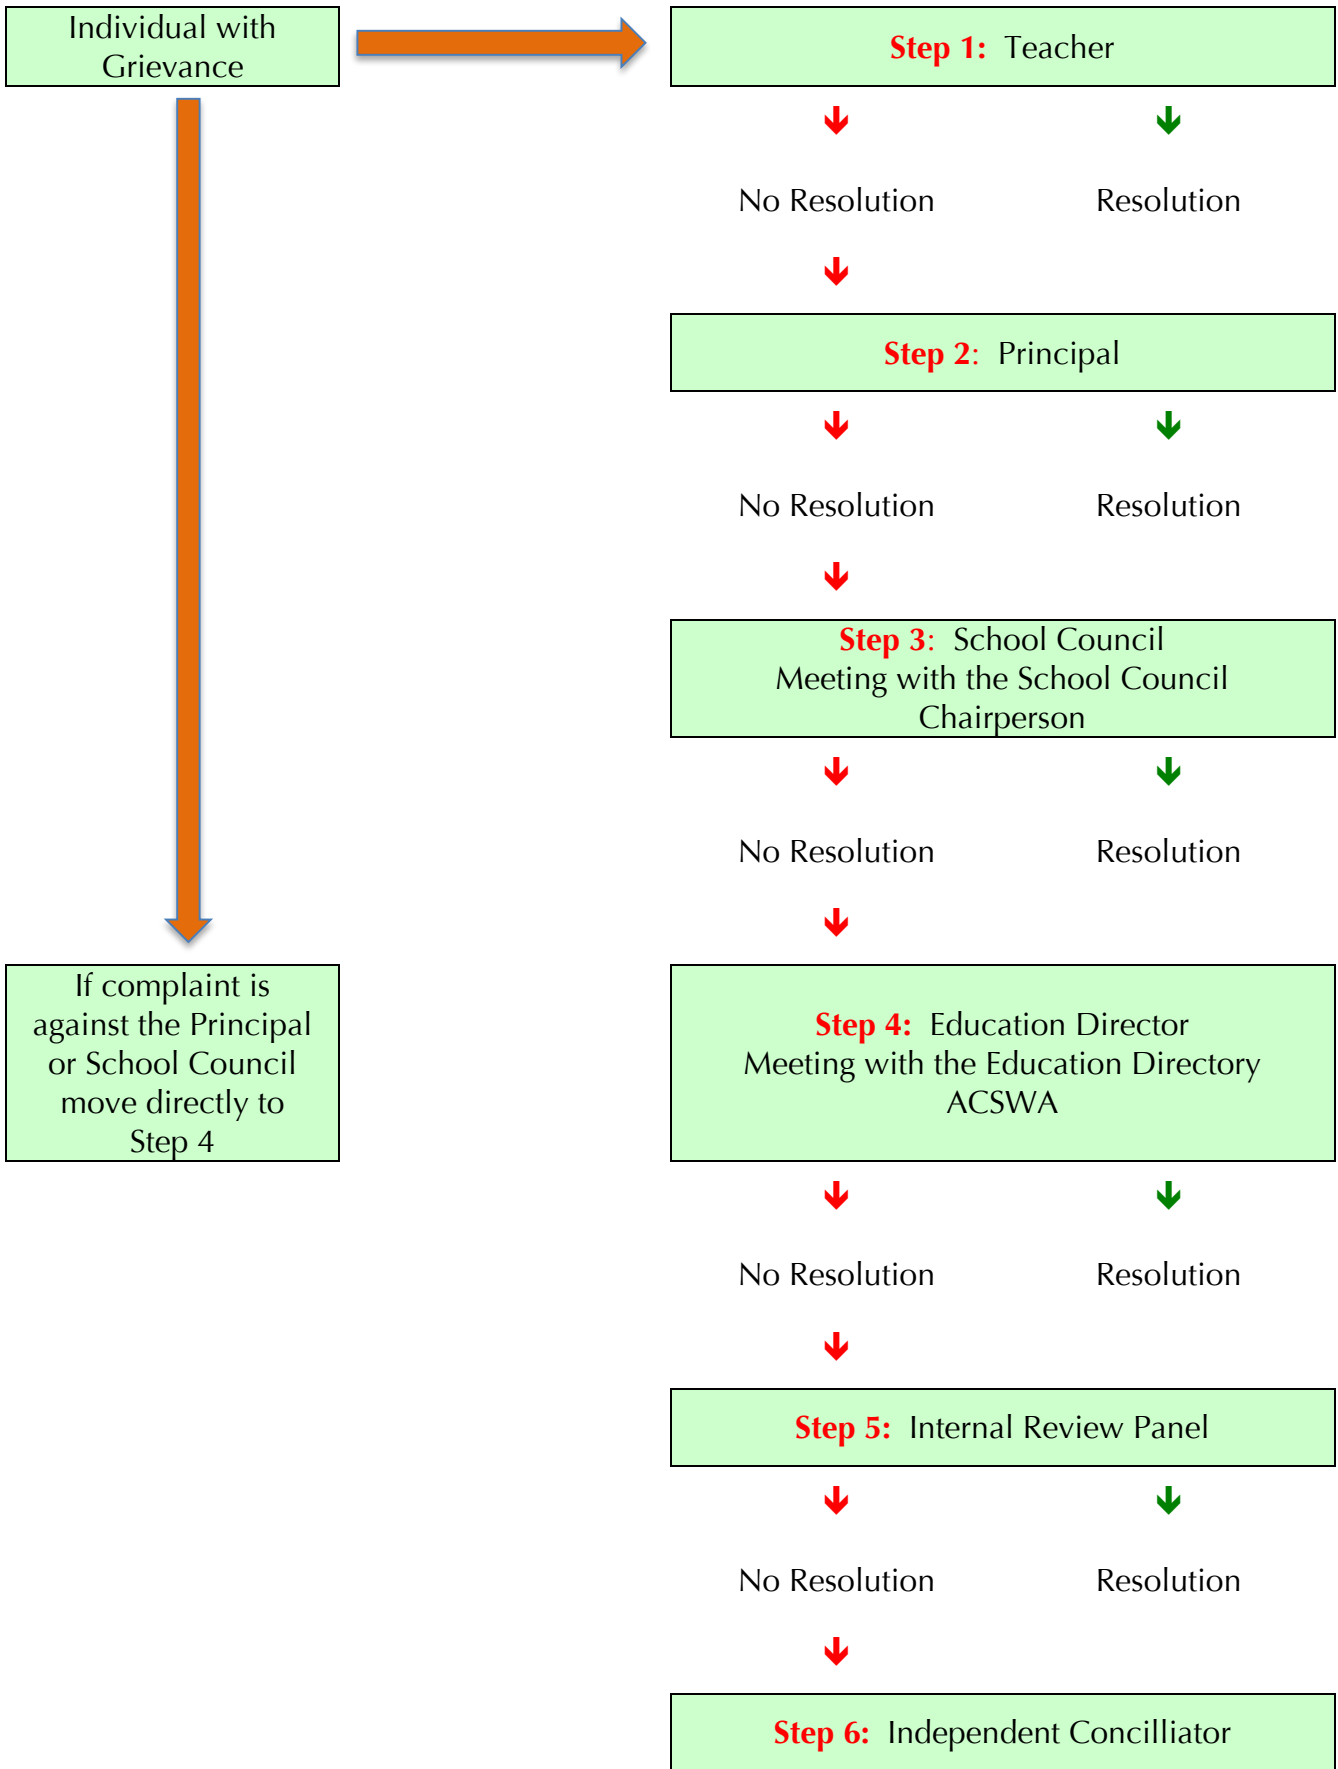 Individual with
Grievance
Step 1: Teacher
No Resolution
Resolution
Step 2: Principal
No Resolution
Resolution
Step 3: School Council
Meeting with the School Council
Chairperson
No Resolution
Resolution
If complaint is
against the Principal
or School Council
move directly to
Step 4
Step 4: Education Director
Meeting with the Education Directory
ACSWA
No Resolution
Resolution
Step 5: Internal Review Panel
No Resolution
Resolution
Step 6: Independent Concilliator